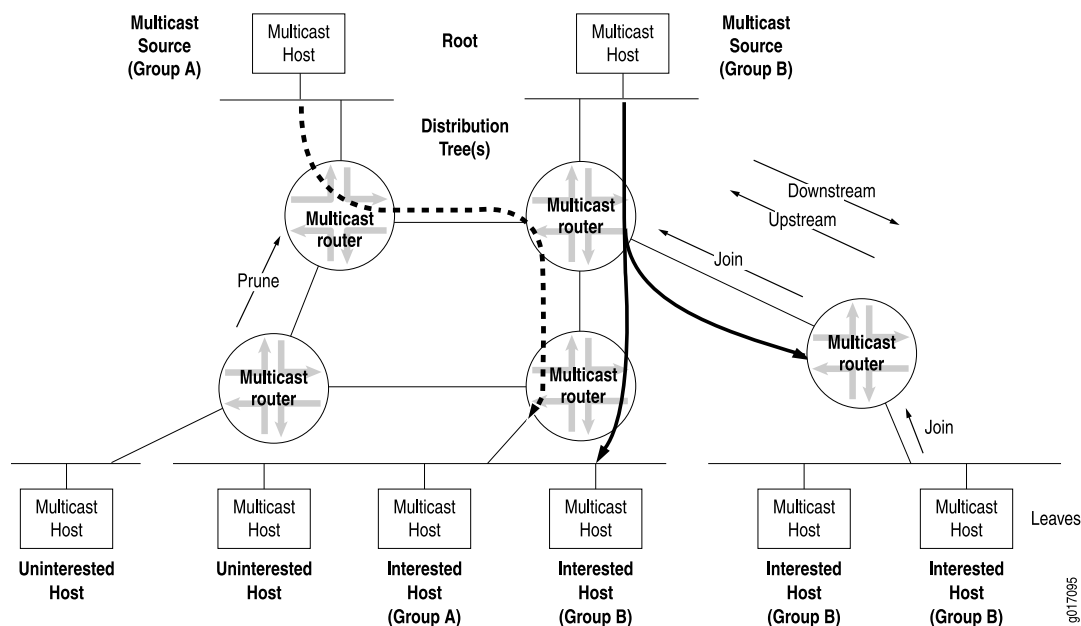 Multicast
Source
(Group A)
Multicast
Host
Root
Multicast
Host
Multicast
Source
(Group B)
Distribution
Tree(s)
Multicast
router
Multicast
router
Downstream
Upstream
Join
Prune
Multicast
router
Multicast
router
Multicast
router
Join
Multicast
Host
Multicast
Host
Multicast
Host
Multicast
Host
Multicast
Host
Multicast
Host
Leaves
Uninterested
Host
Uninterested
Host
Interested
Host
(Group A)
Interested
Host
(Group B)
Interested
Host
(Group B)
Interested
Host
(Group B)
g017095